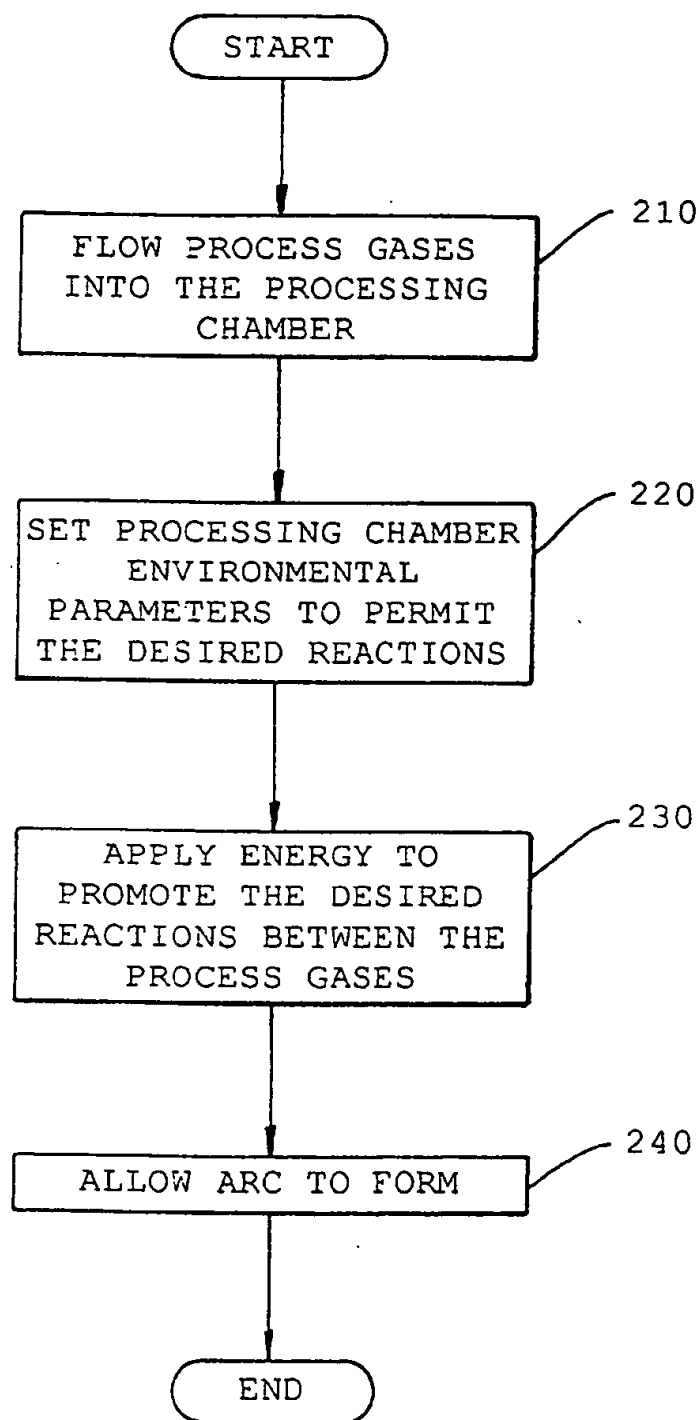 START
210
FLOW PROCESS GASES
INTO THE PROCESSING
CHAMBER
220
SET PROCESSING CHAMBER
ENVIRONMENTAL
PARAMETERS TO PERMIT
THE DESIRED REACTIONS
230
APPLY ENERGY TO
PROMOTE THE DESIRED
REACTIONS BETWEEN THE
PROCESS GASES
240
ALLOW ARC TO FORM
END